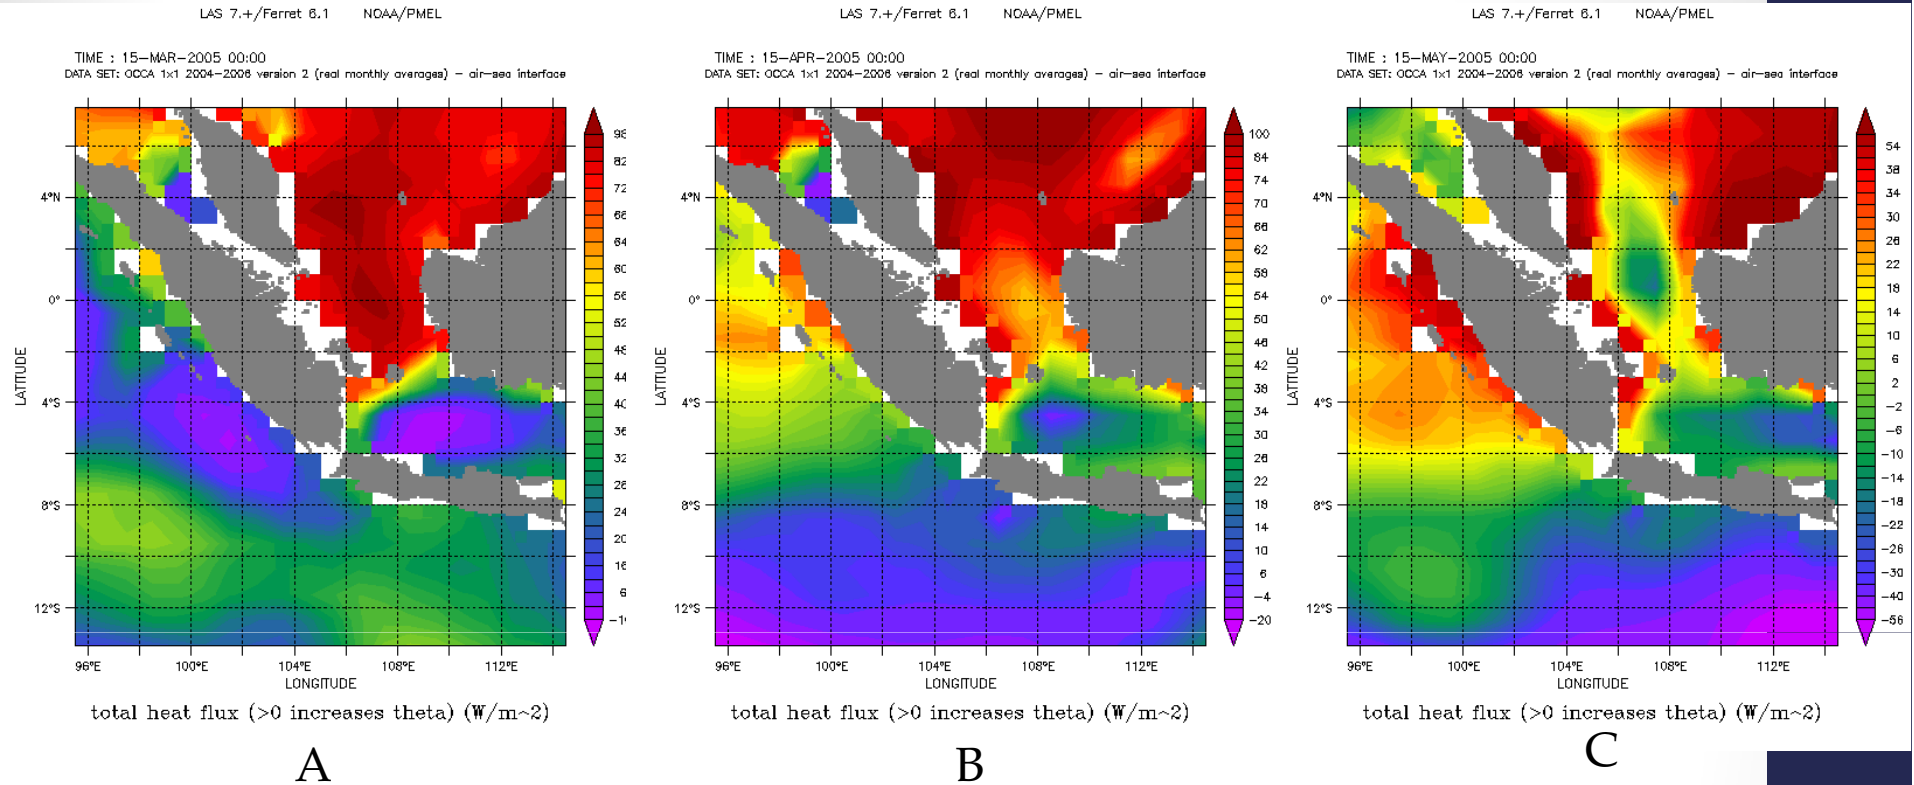 LAS 7.+/Ferret 6.1 NOAA/PMEL
TIME : 15-MAR-2005 00:00
DATA SET: OCCA 1x1 2004-2006 version 2 (real monthly averages) - air-sea interface
4°N
0°
4°S
8°S
12°S
LATITUDE
96°E 100°E 104°E 108°E 112°E
LONGITUDE
82
72
68
64
60
56
52
44
36
32
28
24
20
16
6
total heat flux (>0 increases theta) (W/m~2)
A
LAS 7.+/Ferret 6.1 NOAA/PMEL
TIME : 15-APR-2005 00:00
DATA SET: OCCA 1x1 2004-2006 version 2 (real monthly averages) - air-sea interface
4°N
0°
4°S
8°S
12°S
LATITUDE
96°E 100°E 104°E 108°E 112°E
LONGITUDE
100
84
74
70
66
62
58
54
50
46
42
38
34
30
26
22
18
14
10
6
-4
-20
total heat flux (>0 increases theta) (W/m~2)
B
LAS 7.+/Ferret 6.1 NOAA/PMEL
TIME : 15-MAY-2005 00:00
DATA SET: OCCA 1x1 2004-2006 version 2 (real monthly averages) - air-sea interface
4°N
0°
4°S
8°S
12°S
LATITUDE
96°E 100°E 104°E 108°E 112°E
LONGITUDE
54
38
34
30
26
22
18
14
10
6
2
-2
-6
-10
-14
-18
-22
-26
-30
-40
-56
total heat flux (>0 increases theta) (W/m~2)
C